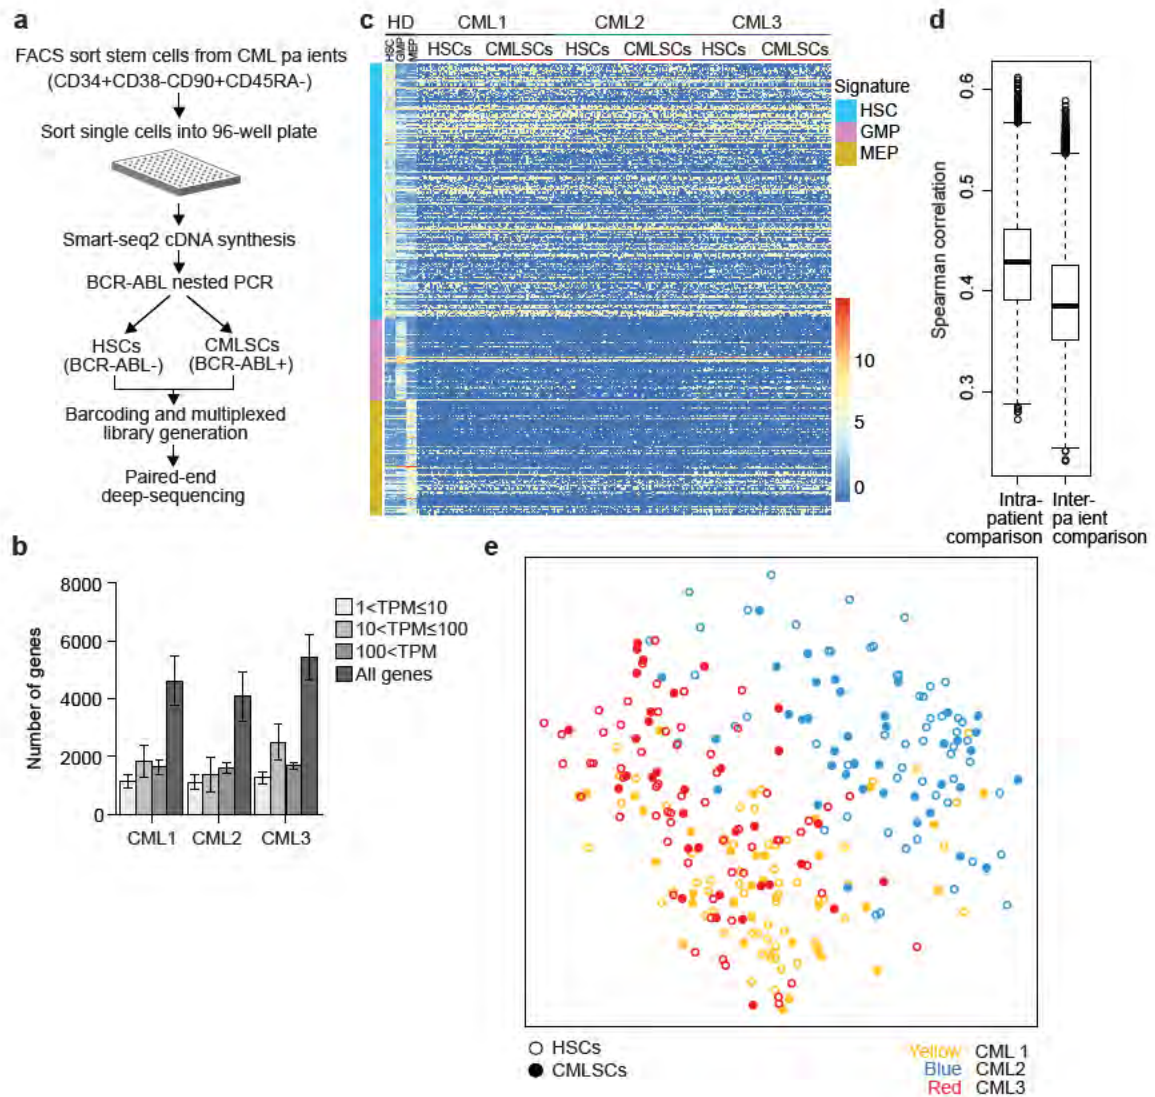 a
FACS sort stem cells from CML pa ients
(CD34+CD38-CD90+CD45RA-)
Sort single cells into 96-well plate
Smart-seq2 cDNA synthesis
BCR-ABL nested PCR
HSCs
(BCR-ABL-)
CMLSCs
(BCR-ABL+)
Barcoding and multiplexed
library generation
Paired-end
deep-sequencing
b
Number of genes
8000
6000
4000
2000
0
CML1 CML2 CML3
1<TPM≤10
10<TPM≤100
100<TPM
All genes
c
HD CML1 CML2 CML3
HSC GMP MEP HSCs CMLSCs HSCs CMLSCs HSCs CMLSCs
Signature
HSC
GMP
MEP
10
5
0
d
Spearman correlation
0.6
0.5
0.4
0.3
Intra-
patient
comparison
Inter-
pa ient
comparison
e
HSCs
CMLSCs
Yellow CML 1
Blue CML2
Red CML3